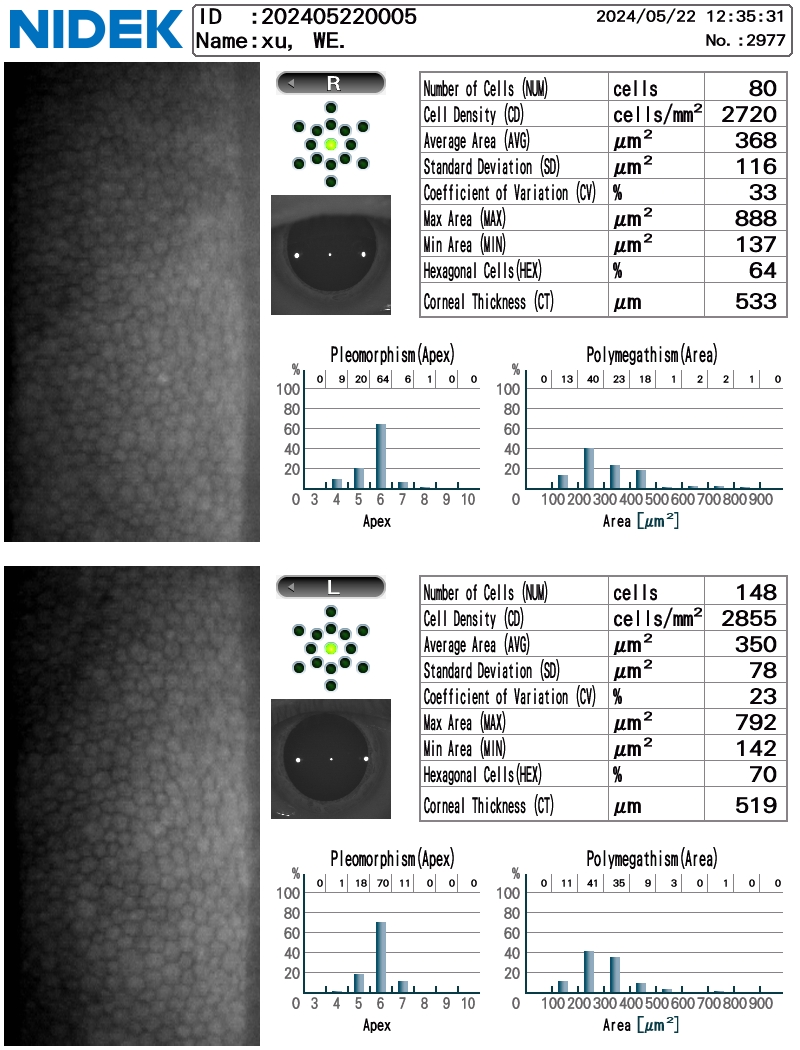 NIDEK
ID :202405220005 2024/05/22 12:35:31
Name:xu, WE. No. :2977
R
Number of Cells (NUM) cells 80
Cell Density (CD) cells/mm² 2720
Average Area (AVG) μm² 368
Standard Deviation (SD) μm² 116
Coefficient of Variation (CV) % 33
Max Area (MAX) μm² 888
Min Area (MIN) μm² 137
Hexagonal Cells(HEX) % 64
Corneal Thickness (CT) μm 533
Pleomorphism(Apex)
%
0 9 20 64 6 1 0 0
100
80
60
40
20
0 3 4 5 6 7 8 9 10
Apex
Polymegathism(Area)
%
0 13 40 23 18 1 2 2 1 0
100
80
60
40
20
0 100 200 300 400 500 600 700 800 900
Area [μm²]
L
Number of Cells (NUM) cells 148
Cell Density (CD) cells/mm² 2855
Average Area (AVG) μm² 350
Standard Deviation (SD) μm² 78
Coefficient of Variation (CV) % 23
Max Area (MAX) μm² 792
Min Area (MIN) μm² 142
Hexagonal Cells(HEX) % 70
Corneal Thickness (CT) μm 519
Pleomorphism(Apex)
%
0 1 18 70 11 0 0 0
100
80
60
40
20
0 3 4 5 6 7 8 9 10
Apex
Polymegathism(Area)
%
0 11 41 35 9 3 0 1 0 0
100
80
60
40
20
0 100 200 300 400 500 600 700 800 900
Area [μm²]